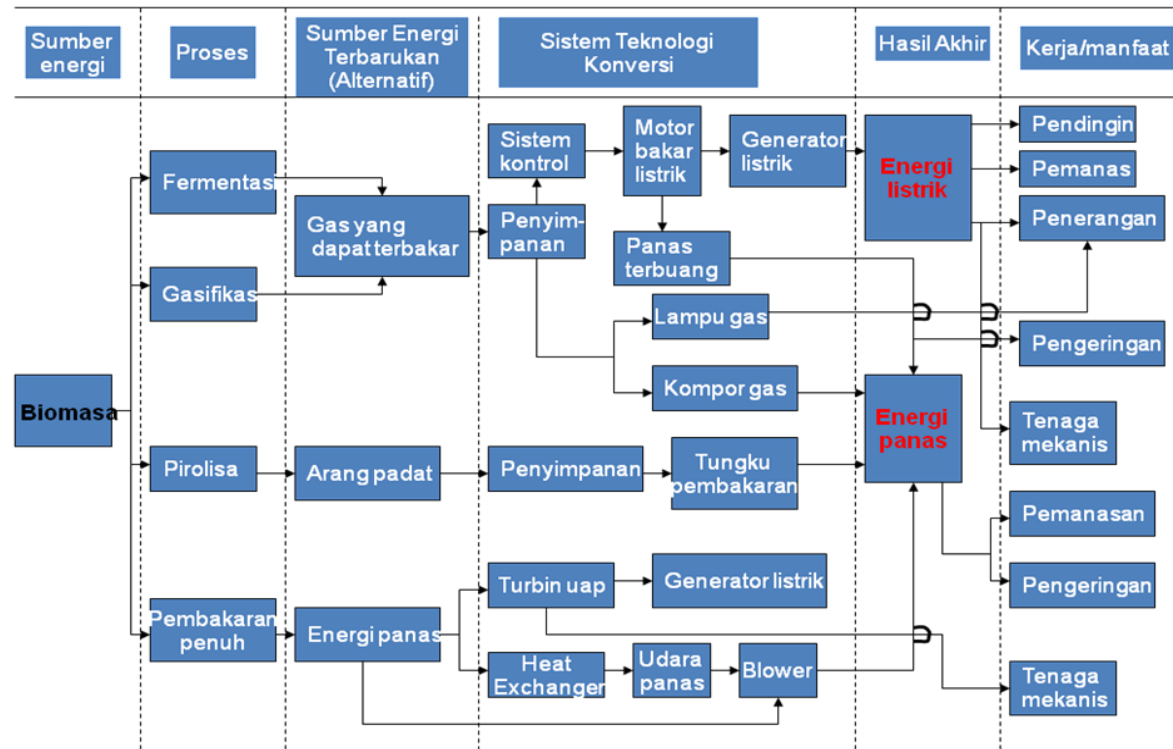 Sumber
energi
Proses
Sumber Energi
Terbarukan
(Alternatif)
Sistem Teknologi
Konversi
Hasil Akhir
Kerja/manfaat
Biomasa
Fermentasi
Gasifikas
Pirolisa
Pembakaran
penuh
Gas yang
dapat terbakar
Arang padat
Energi panas
Sistem
kontrol
Motor
bakar
listrik
Generator
listrik
Penyim-
panan
Panas
terbuang
Lampu gas
Kompor gas
Penyimpanan
Tungku
pembakaran
Turbin uap
Generator listrik
Heat
Exchanger
Udara
panas
Blower
Energi
listrik
Energi
panas
Pendingin
Pemanas
Penerangan
Pengeringan
Tenaga
mekanis
Pemanasan
Pengeringan
Tenaga
mekanis